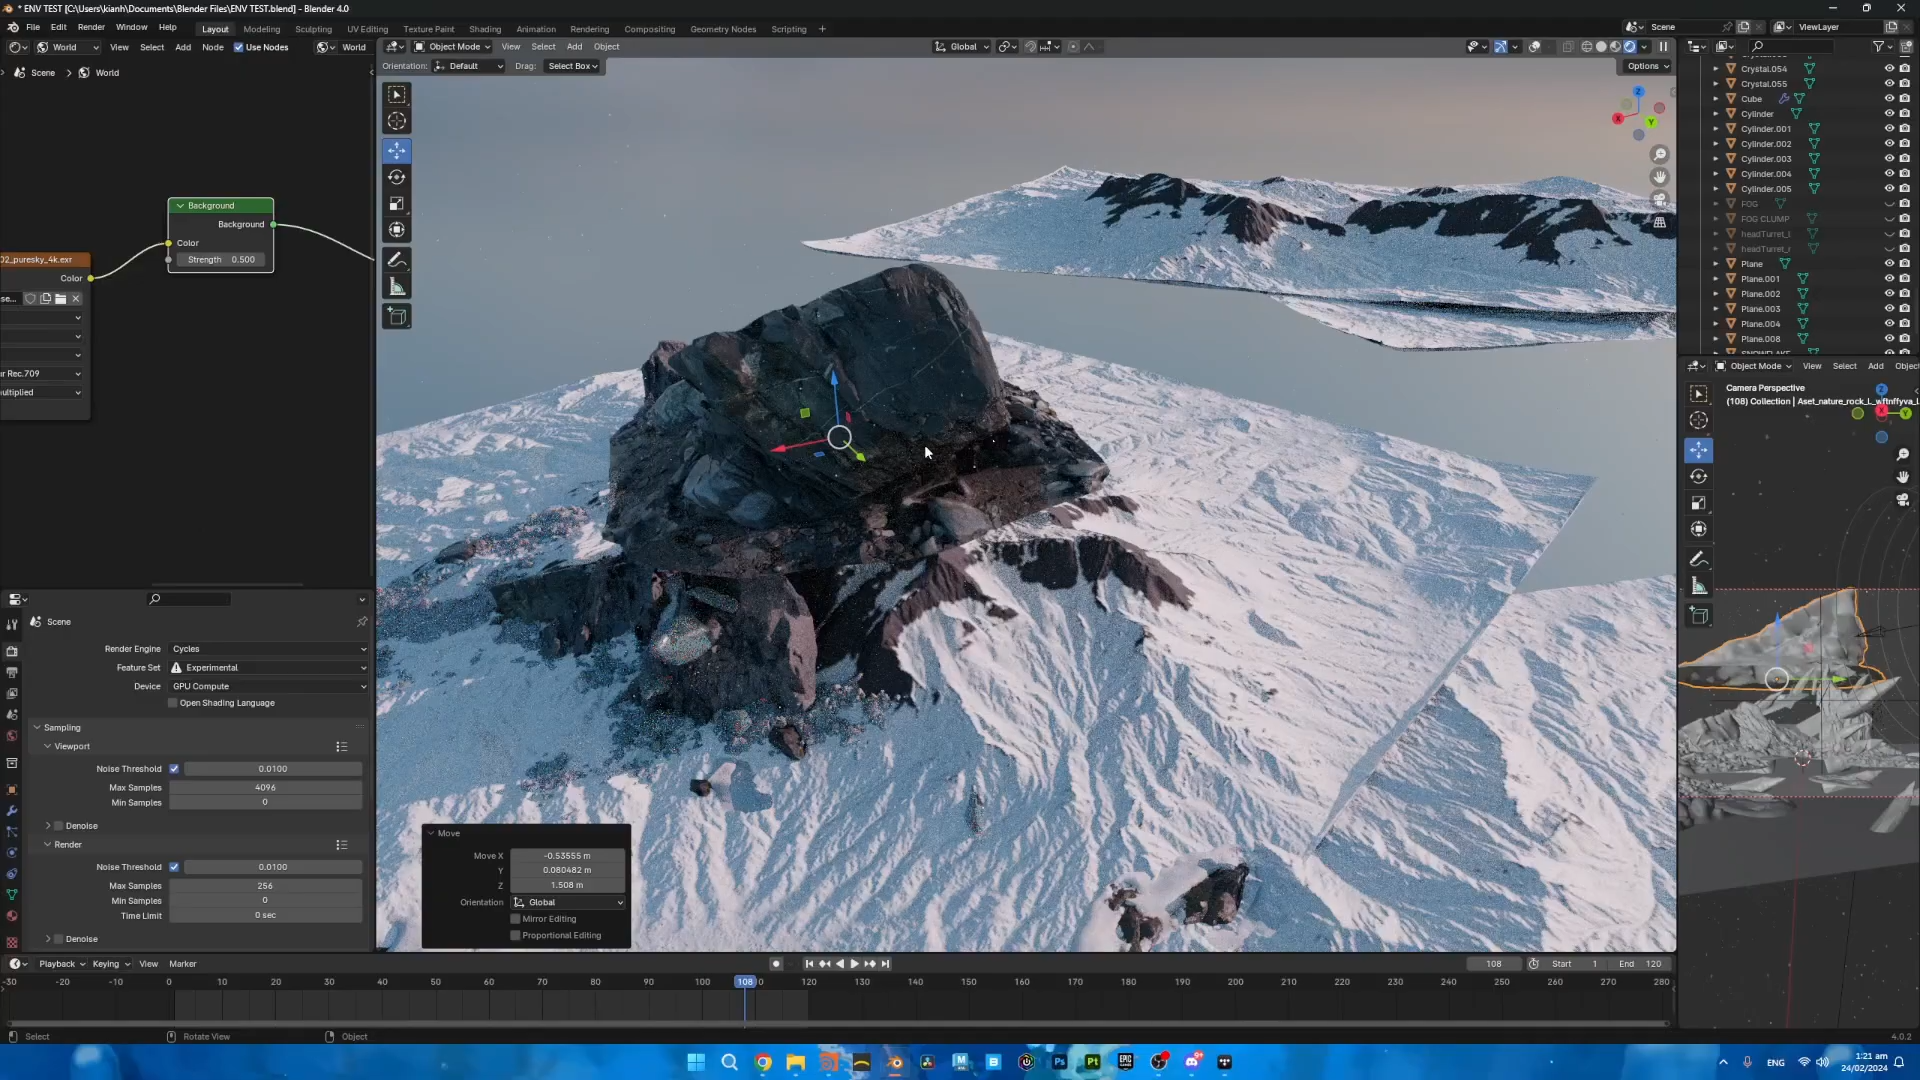 * ENV TEST [C:\Users\kianh\Documents\Blender Files\ENV TEST.blend] - Blender 4.0
File Edit Render Window Help Layout Modeling Sculpting UV Editing Texture Paint Shading Animation Rendering Compositing Geometry Nodes Scripting + Scene ViewLayer
World View Select Add Node Use Nodes World
Object Mode View Select Add Object Global
Orientation: Default Drag: Select Box Options
Scene > World
Background
Background
Color
Strength 0.500
02_puresky_4k.exr
Color
se...
r Rec.709
ultiplied
X
Y
Z
Crystal.054
Crystal.055
Cube
Cylinder
Cylinder.001
Cylinder.002
Cylinder.003
Cylinder.004
Cylinder.005
FOG
FOG CLUMP
headTurret_l
headTurret_r
Plane
Plane.001
Plane.002
Plane.003
Plane.004
Plane.008
Object Mode View Select Add Object
Camera Perspective
(108) Collection | Aset_nature_rock_L_wftnffyva_L
Scene
Render Engine Cycles
Feature Set Experimental
Device GPU Compute
Open Shading Language
Sampling
Viewport
Noise Threshold 0.0100
Max Samples 4096
Min Samples 0
Denoise
Render
Noise Threshold 0.0100
Max Samples 256
Min Samples 0
Time Limit 0 sec
Denoise
Move
Move X -0.53555 m
Y 0.080482 m
Z 1.508 m
Orientation Global
Mirror Editing
Proportional Editing
Playback Keying View Marker 108 Start 1 End 120
-30 -20 -10 0 10 20 30 40 50 60 70 80 90 100 108 0 120 130 140 150 160 170 180 190 200 210 220 230 240 250 260 270 280
Select Rotate View Object 4.0.2
ENG 1:21 am
24/02/2024